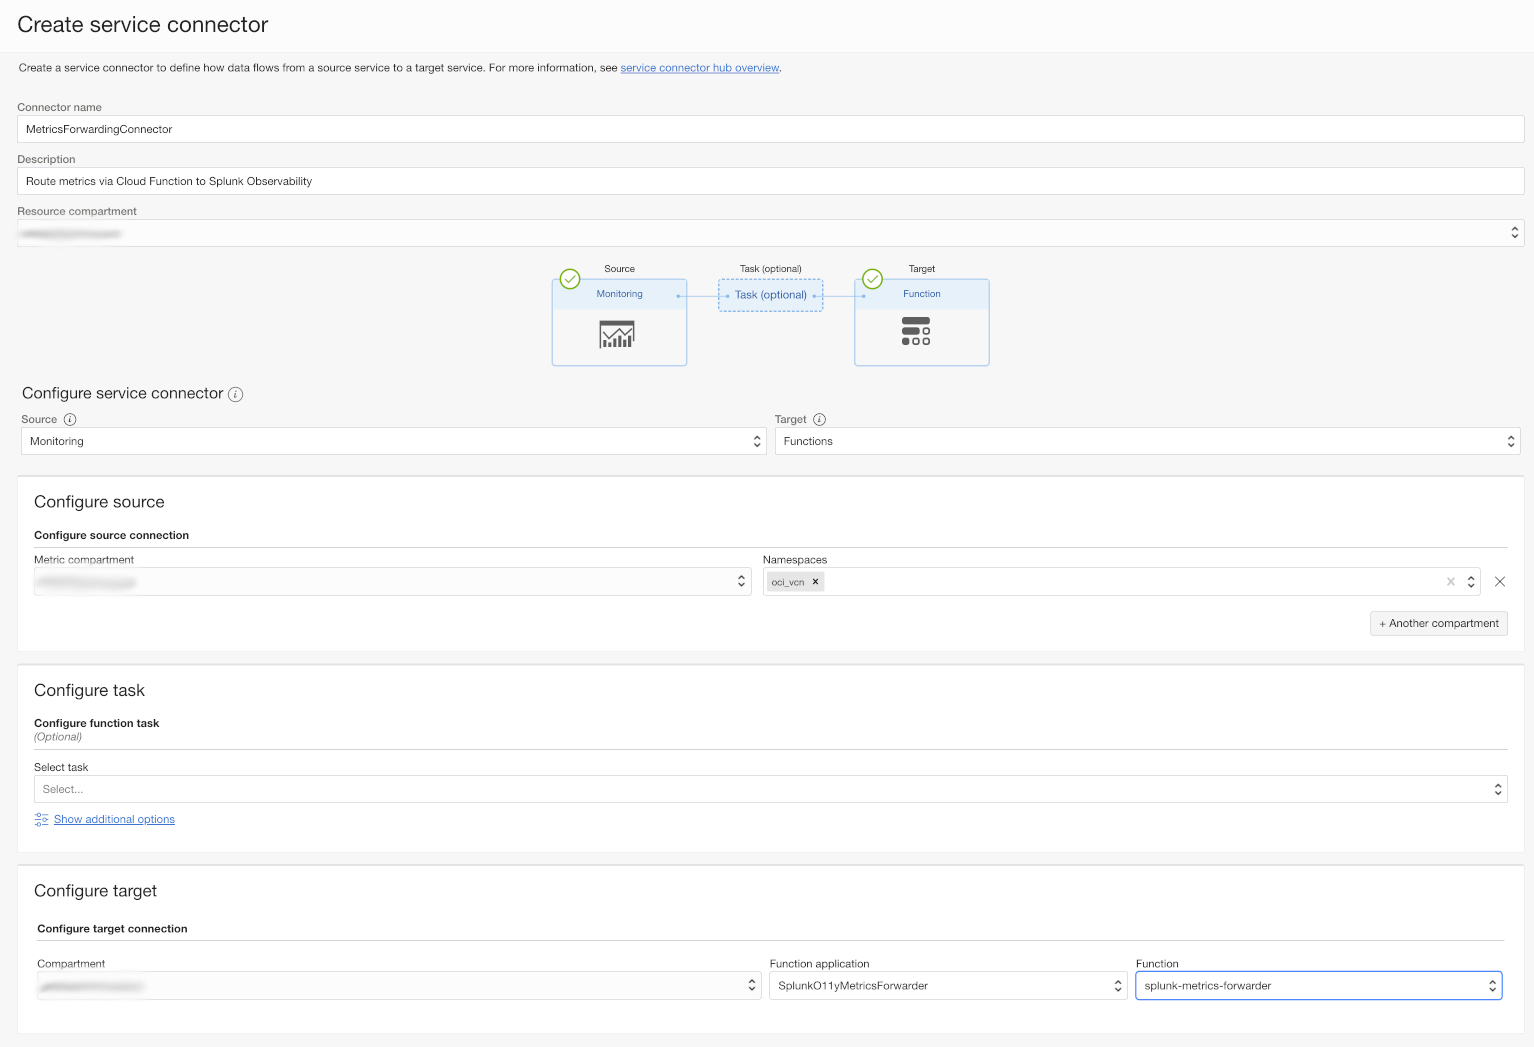 Create service connector
Create a service connector to define how data flows from a source service to a target service. For more information, see service connector hub overview.
Connector name
MetricsForwardingConnector
Description
Route metrics via Cloud Function to Splunk Observability
Resource compartment
Source
Task (optional)
Target
Monitoring
Task (optional)
Function
Configure service connector
Source
Target
Monitoring
Functions
Configure source
Configure source connection
Metric compartment
Namespaces
oci_vcn
+ Another compartment
Configure task
Configure function task
(Optional)
Select task
Select...
Show additional options
Configure target
Configure target connection
Compartment
Function application
Function
SplunkO11yMetricsForwarder
splunk-metrics-forwarder